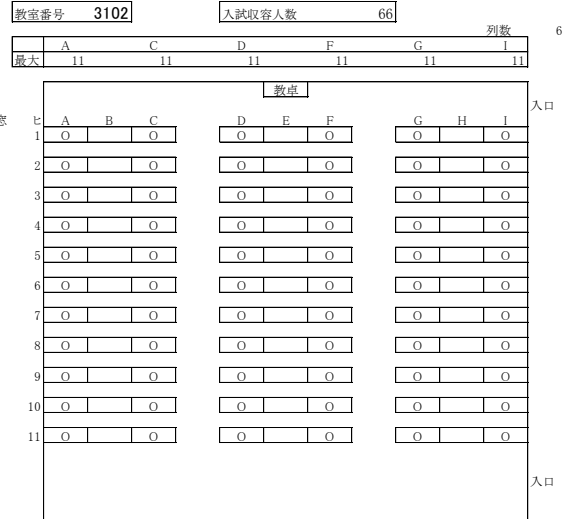 教室番号 3102 入試収容人数 66
列数 6
A C D F G I
最大 11 11 11 11 11 11
教卓
入口
ヒ A B C D E F G H I
1 O O O O O O
2 O O O O O O
3 O O O O O O
4 O O O O O O
5 O O O O O O
6 O O O O O O
7 O O O O O O
8 O O O O O O
9 O O O O O O
10 O O O O O O
11 O O O O O O
入口